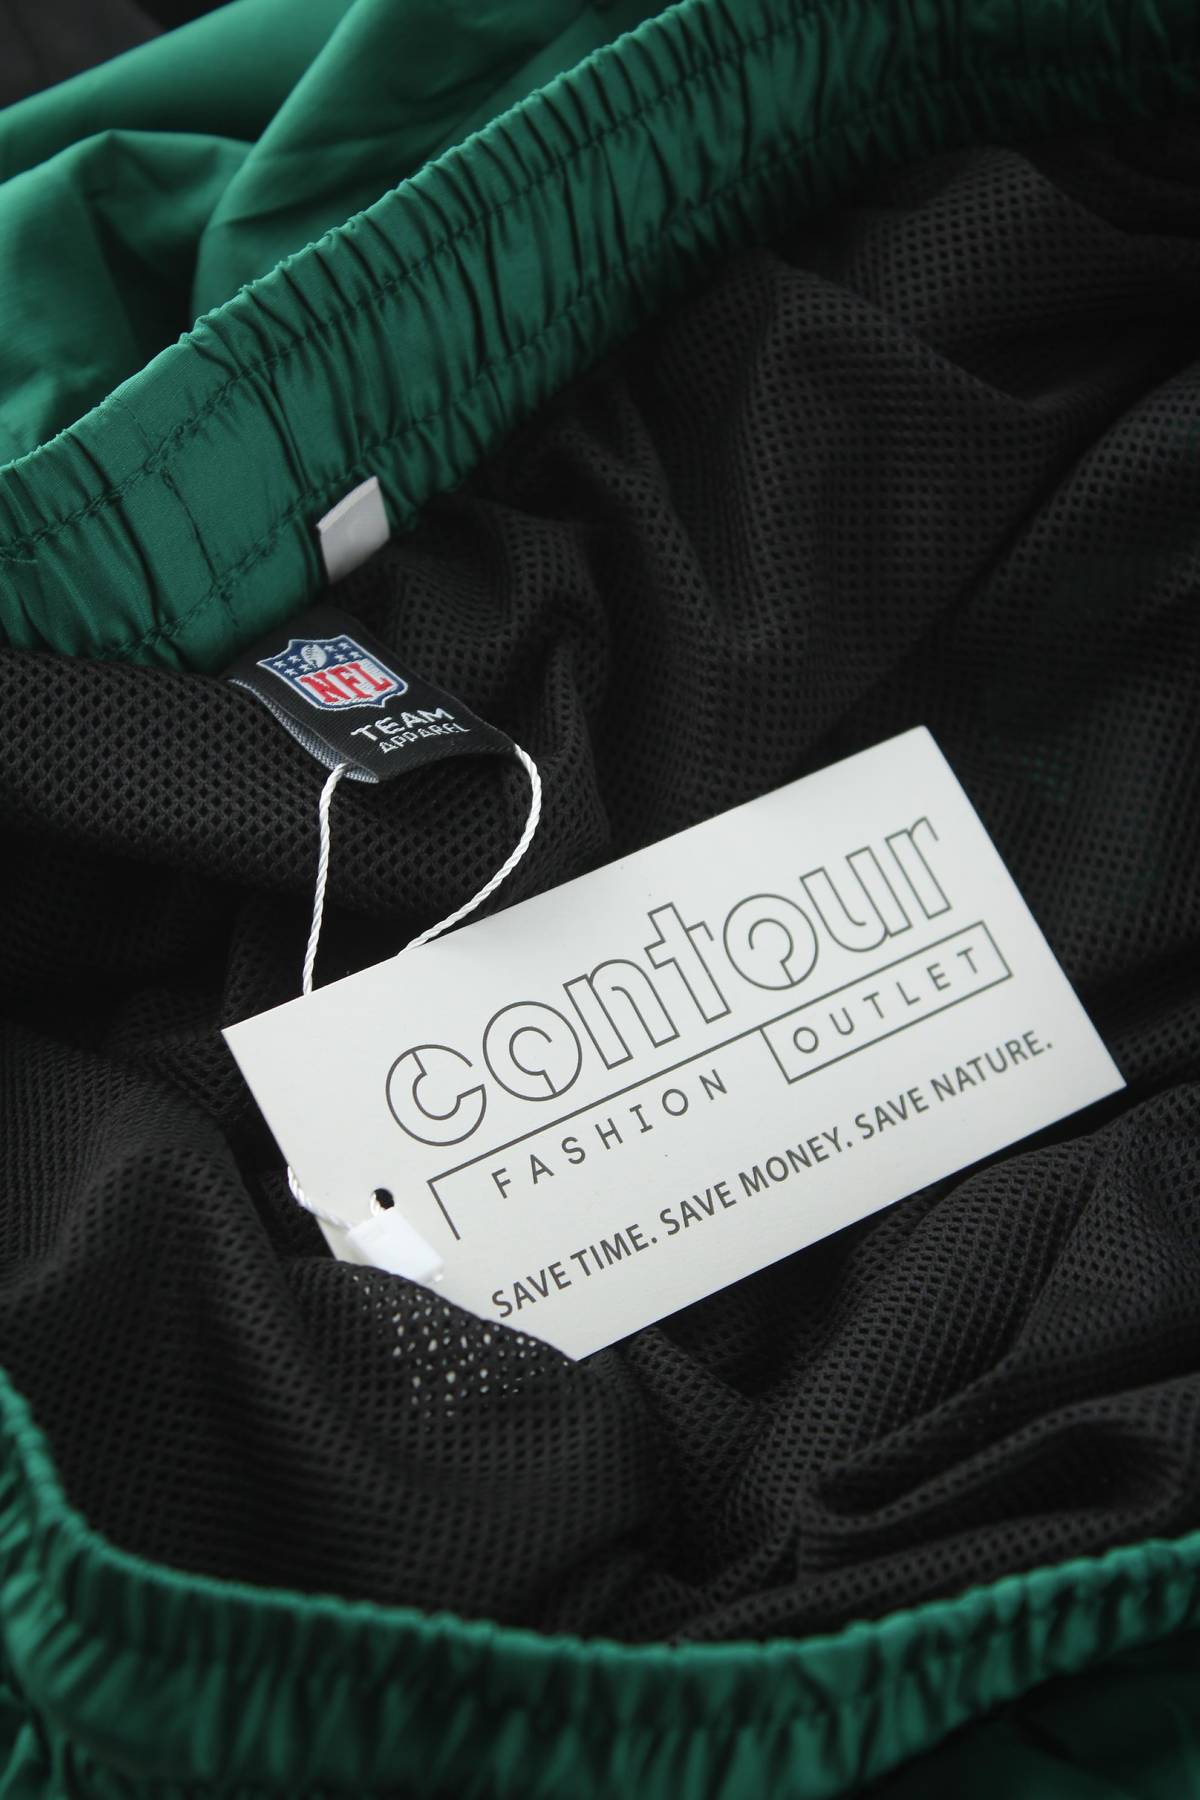 NFL
TEAM
APPAREL
contour
FASHION OUTLET
SAVE TIME. SAVE MONEY. SAVE NATURE.